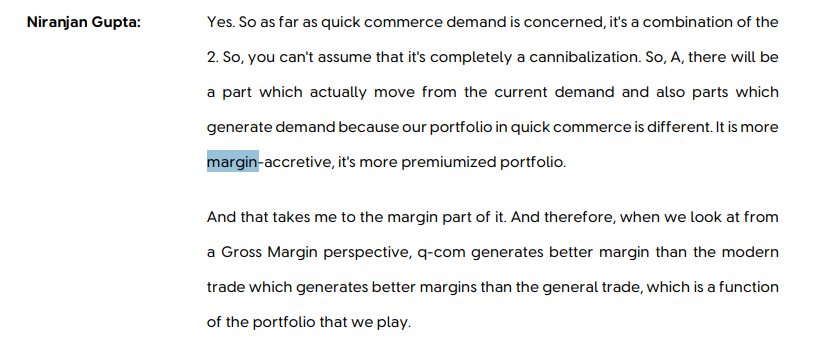 Niranjan Gupta: Yes. So as far as quick commerce demand is concerned, it's a combination of the
2. So, you can't assume that it's completely a cannibalization. So, A, there will be
a part which actually move from the current demand and also parts which
generate demand because our portfolio in quick commerce is different. It is more
margin-accretive, it's more premiumized portfolio.
And that takes me to the margin part of it. And therefore, when we look at from
a Gross Margin perspective, q-com generates better margin than the modern
trade which generates better margins than the general trade, which is a function
of the portfolio that we play.